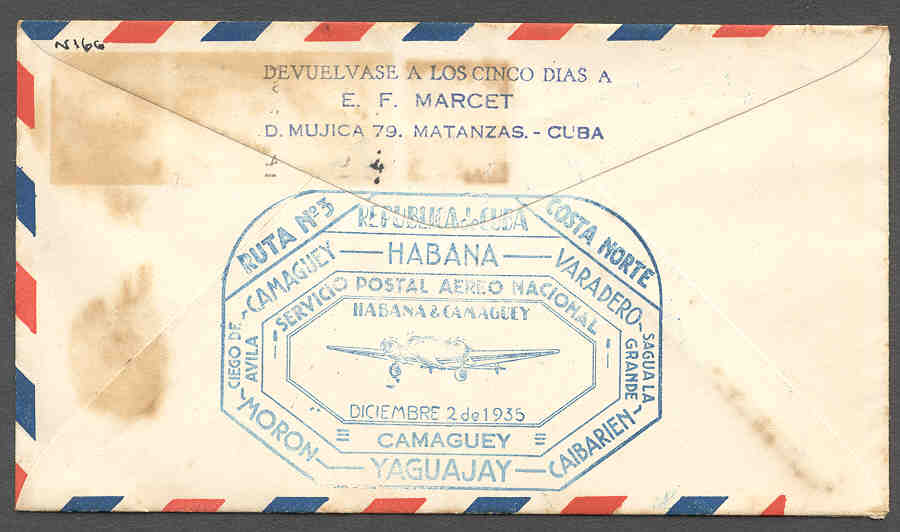 N166
DEVUELVASE A LOS CINCO DIAS A
E. F. MARCET
D. MUJICA 79. MATANZAS. - CUBA
RUTA Nº 3
REPUBLICA de CUBA
COSTA NORTE
CAMAGUEY
HABANA
VARADERO
SERVICIO POSTAL AEREO NACIONAL
HABANA & CAMAGUEY
CIEGO DE
AVILA
SAGUA LA
GRANDE
DICIEMBRE 2 de 1935
CAMAGUEY
MORON
YAGUAJAY
CAIBARIEN